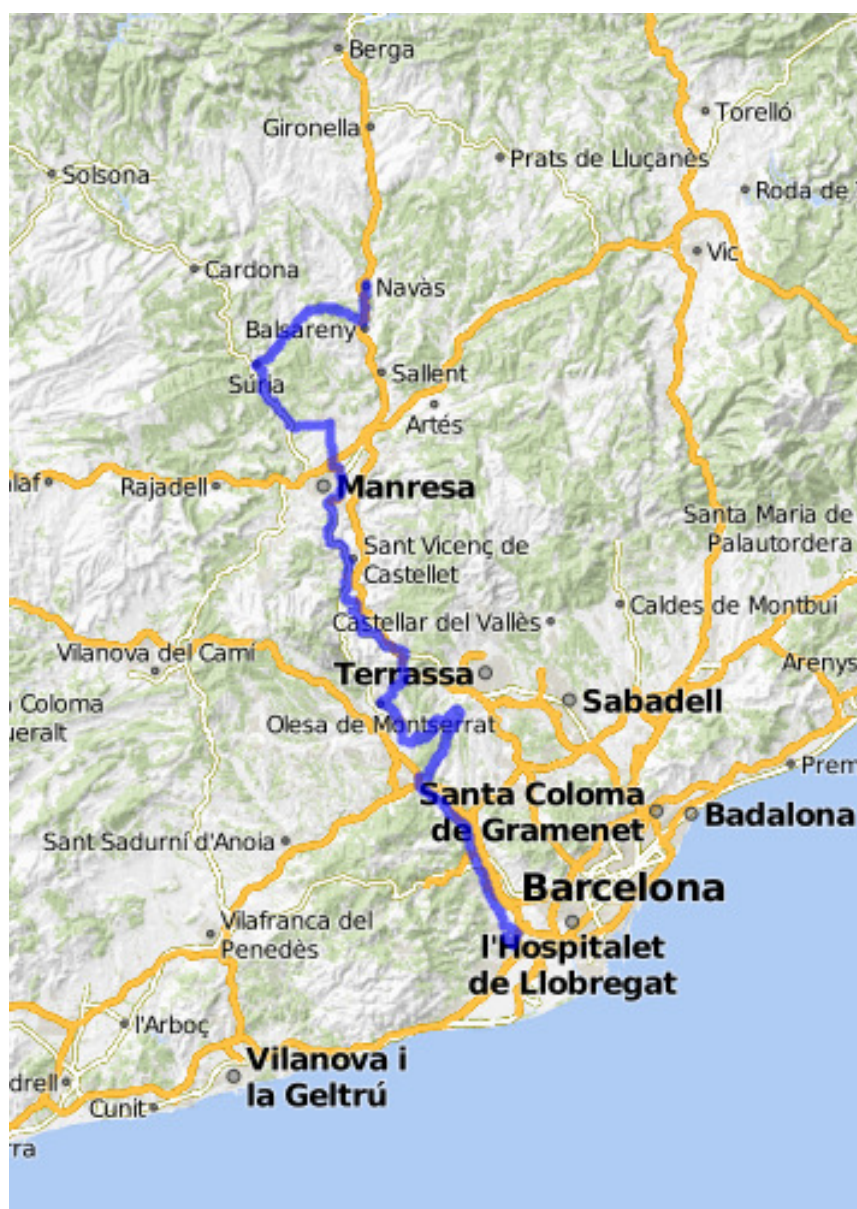 Berga
Torelló
Gironella
Prats de Lluçanès
Solsona
Roda de
Vic
Cardona
Navàs
Balsareny
Sallent
Súria
Artés
alaf
Rajadell
Manresa
Santa Maria de
Palautordera
Sant Vicenç de
Castellet
Caldes de Montbui
Castellar del Vallès
Vilanova del Camí
Arenys
Terrassa
Sabadell
a Coloma
ueralt
Olesa de Montserrat
Prem
Santa Coloma
de Gramenet
Badalona
Sant Sadurní d'Anoia
Barcelona
Vilafranca del
Penedès
l'Hospitalet
de Llobregat
l'Arboç
Vilanova i
la Geltrú
drell
Cunit
rra